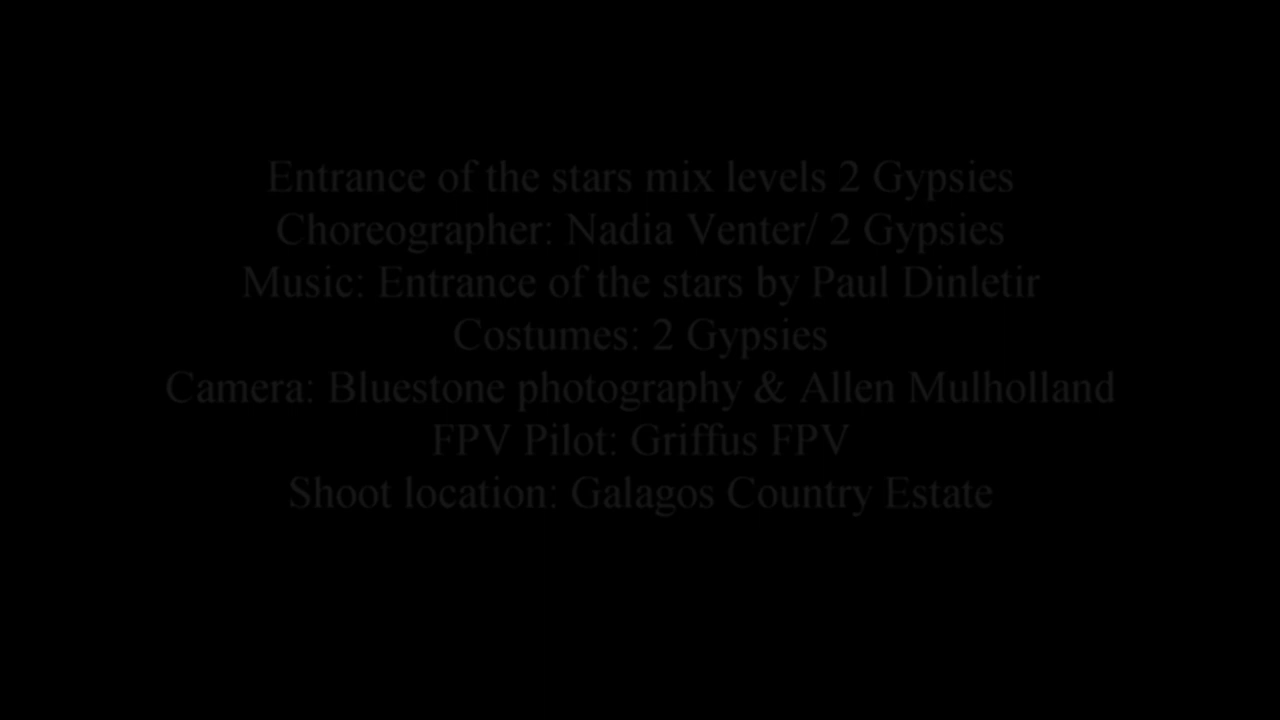 Entrance of the stars mix levels 2 Gypsies
Choreographer: Nadia Venter/ 2 Gypsies
Music: Entrance of the stars by Paul Dinletir
Costumes: 2 Gypsies
Camera: Bluestone photography & Allen Mulholland
FPV Pilot: Griffus FPV
Shoot location: Galagos Country Estate